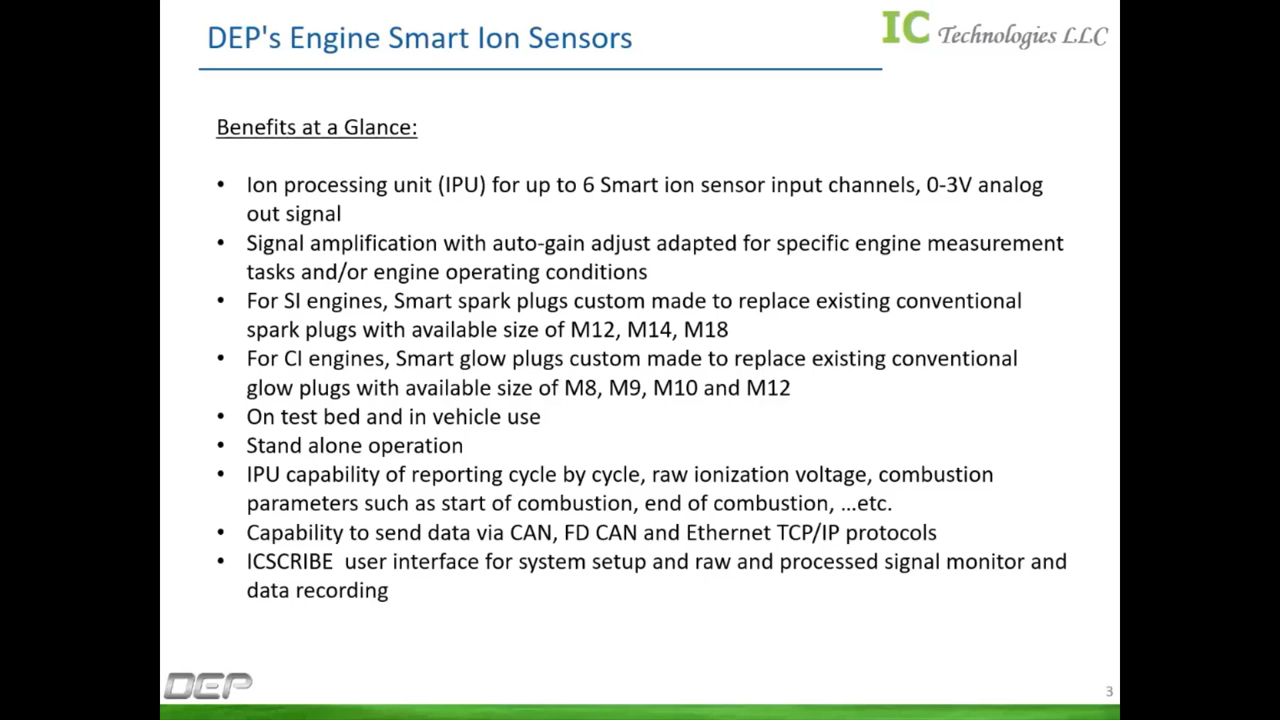 DEP's Engine Smart Ion Sensors
IC Technologies LLC
Benefits at a Glance:
• Ion processing unit (IPU) for up to 6 Smart ion sensor input channels, 0-3V analog
out signal
• Signal amplification with auto-gain adjust adapted for specific engine measurement
tasks and/or engine operating conditions
• For SI engines, Smart spark plugs custom made to replace existing conventional
spark plugs with available size of M12, M14, M18
• For CI engines, Smart glow plugs custom made to replace existing conventional
glow plugs with available size of M8, M9, M10 and M12
• On test bed and in vehicle use
• Stand alone operation
• IPU capability of reporting cycle by cycle, raw ionization voltage, combustion
parameters such as start of combustion, end of combustion, ...etc.
• Capability to send data via CAN, FD CAN and Ethernet TCP/IP protocols
• ICSCRIBE user interface for system setup and raw and processed signal monitor and
data recording
DEP
3